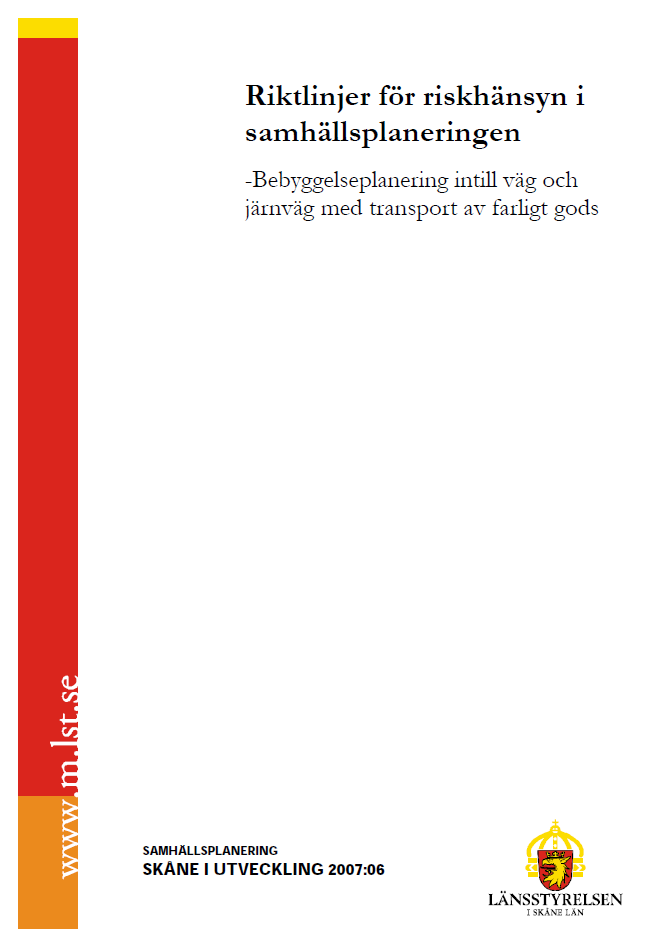 Riktlinjer för riskhänsyn i
samhällsplaneringen
-Bebyggelseplanering intill väg och
järnväg med transport av farligt gods
www.m.lst.se
SAMHÄLLSPLANERING
SKÅNE I UTVECKLING 2007:06
LÄNSSTYRELSEN
I SKÅNE LÄN